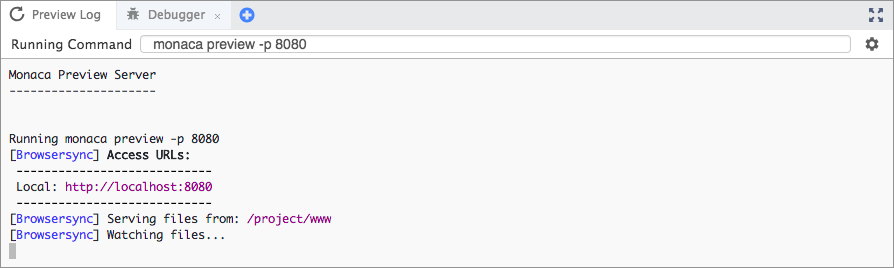 Preview Log Debugger ×
Running Command monaca preview -p 8080
Monaca Preview Server
---------------------
Running monaca preview -p 8080
[Browsersync] Access URLs:
----------------------------
Local: http://localhost:8080
----------------------------
[Browsersync] Serving files from: /project/www
[Browsersync] Watching files...